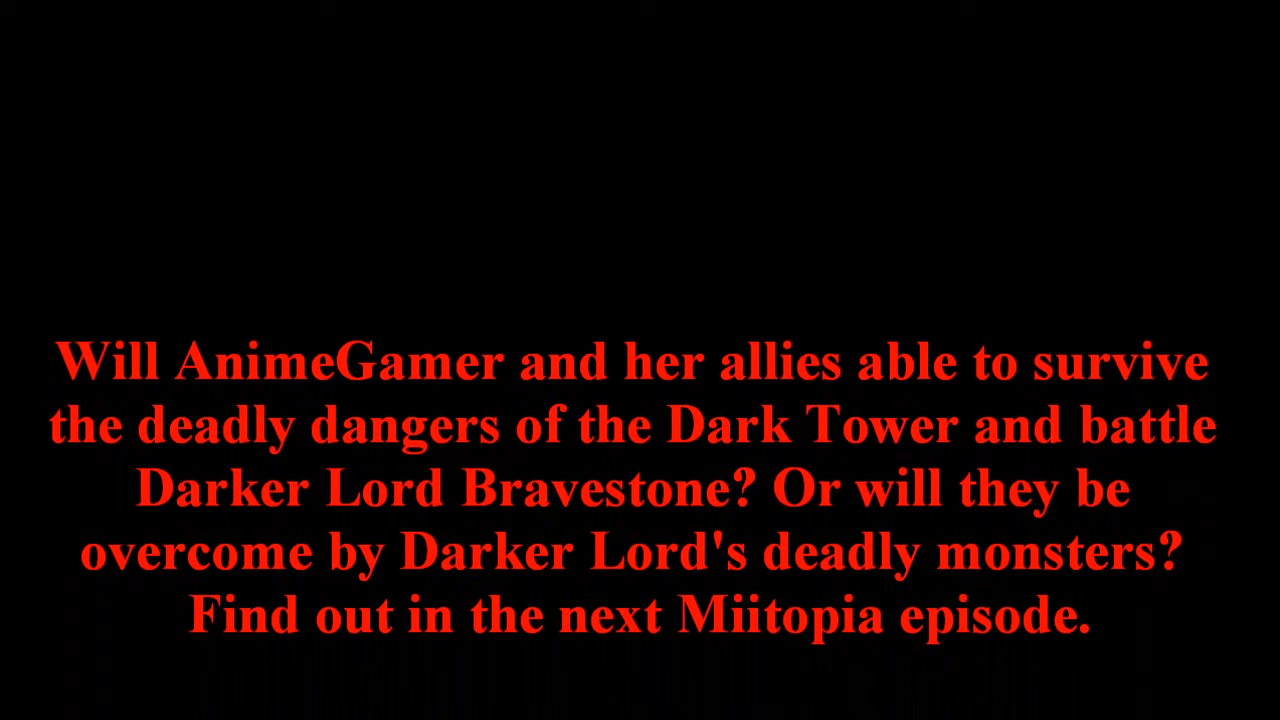 Will AnimeGamer and her allies able to survive
the deadly dangers of the Dark Tower and battle
Darker Lord Bravestone? Or will they be
overcome by Darker Lord's deadly monsters?
Find out in the next Miitopia episode.